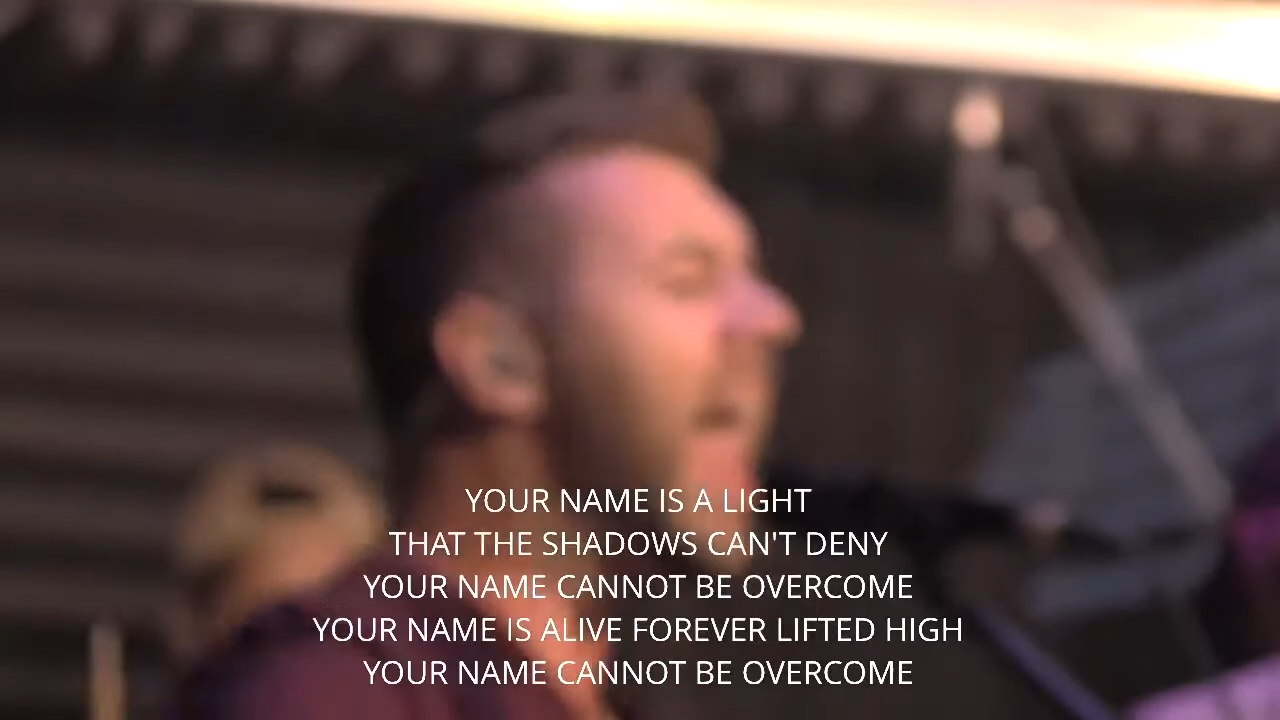 YOUR NAME IS A LIGHT
THAT THE SHADOWS CAN'T DENY
YOUR NAME CANNOT BE OVERCOME
YOUR NAME IS ALIVE FOREVER LIFTED HIGH
YOUR NAME CANNOT BE OVERCOME